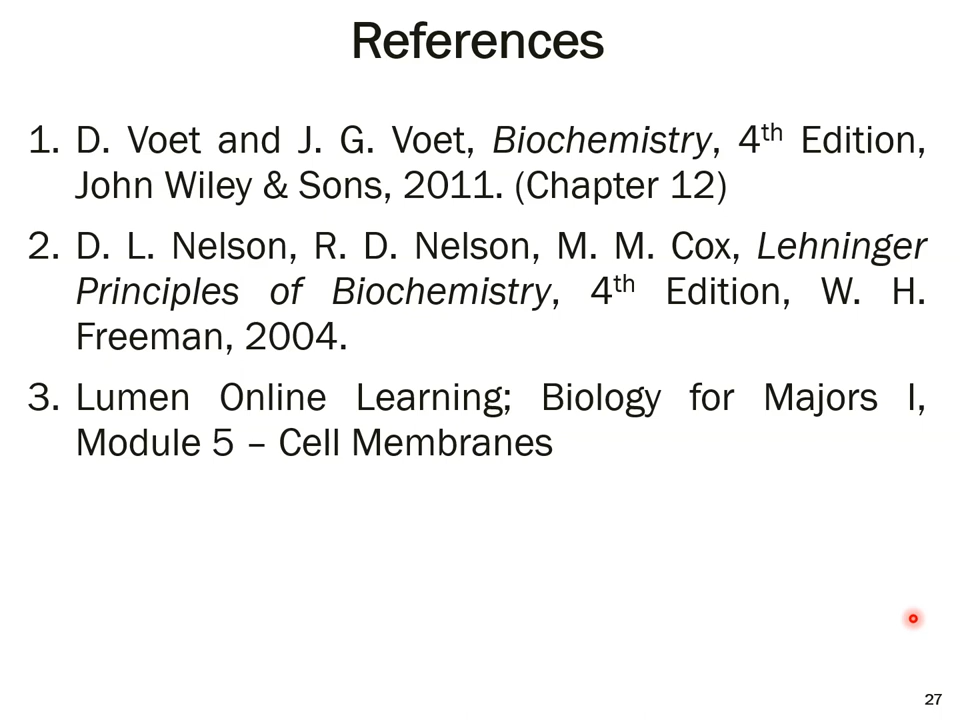 References
1. D. Voet and J. G. Voet, Biochemistry, 4th Edition,
John Wiley & Sons, 2011. (Chapter 12)
2. D. L. Nelson, R. D. Nelson, M. M. Cox, Lehninger
Principles of Biochemistry, 4th Edition, W. H.
Freeman, 2004.
3. Lumen Online Learning; Biology for Majors I,
Module 5 – Cell Membranes
27